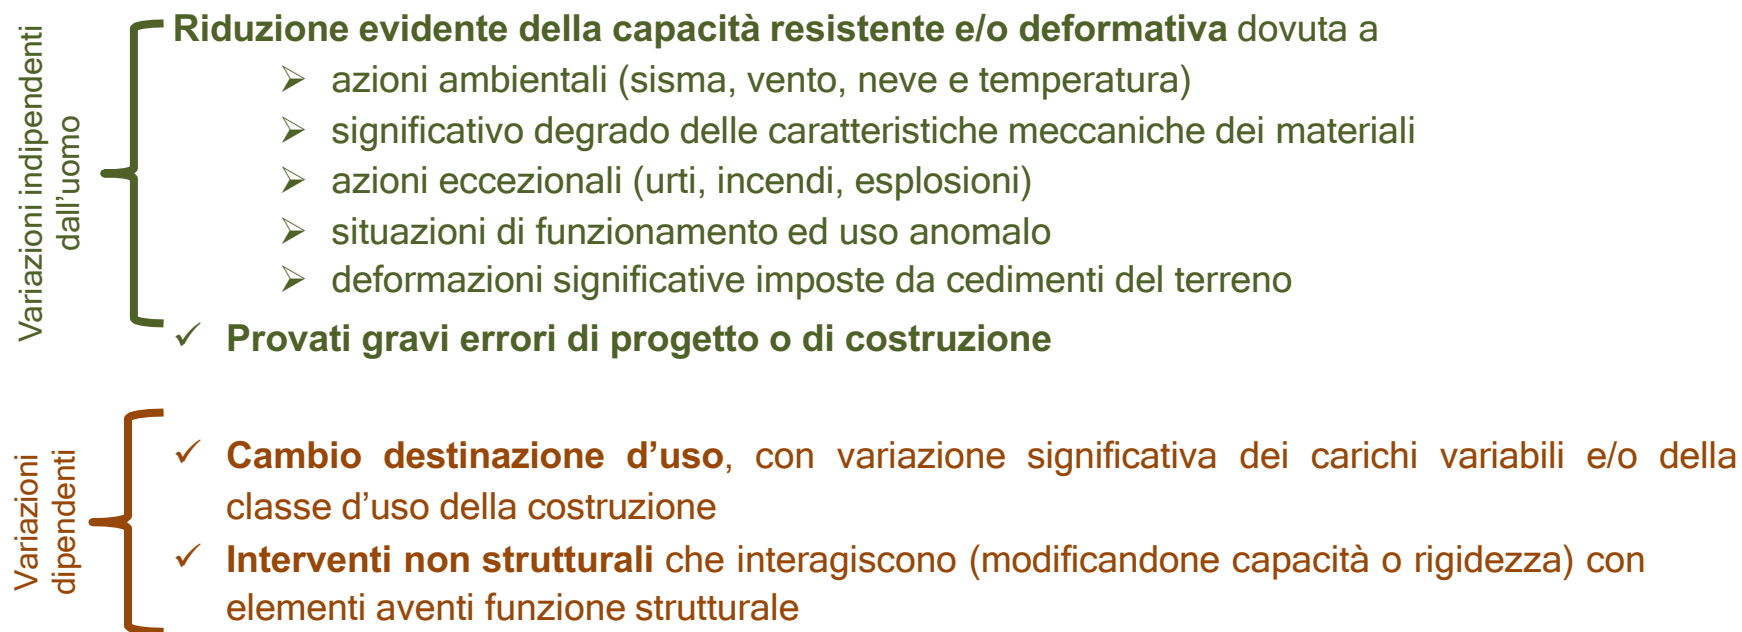 Variazioni indipendenti
dall'uomo
Riduzione evidente della capacità resistente e/o deformativa dovuta a
➢ azioni ambientali (sisma, vento, neve e temperatura)
➢ significativo degrado delle caratteristiche meccaniche dei materiali
➢ azioni eccezionali (urti, incendi, esplosioni)
➢ situazioni di funzionamento ed uso anomalo
➢ deformazioni significative imposte da cedimenti del terreno
✓ Provati gravi errori di progetto o di costruzione
Variazioni
dipendenti
✓ Cambio destinazione d’uso, con variazione significativa dei carichi variabili e/o della
classe d’uso della costruzione
✓ Interventi non strutturali che interagiscono (modificandone capacità o rigidezza) con
elementi aventi funzione strutturale